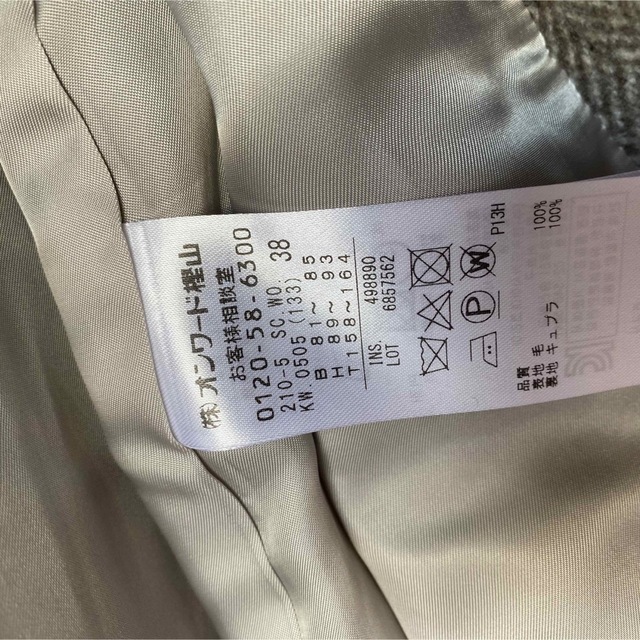 (株)オンワード樫山
お客様相談室
0120-58-6300
210-5 SC.WO. 38
KW.0505 (133)
B 81〜 85
H 89〜 93
T158〜164
INS. 498890
LOT 6857562
P W P13H
品質
表地 毛 100%
裏地 キュプラ 100%